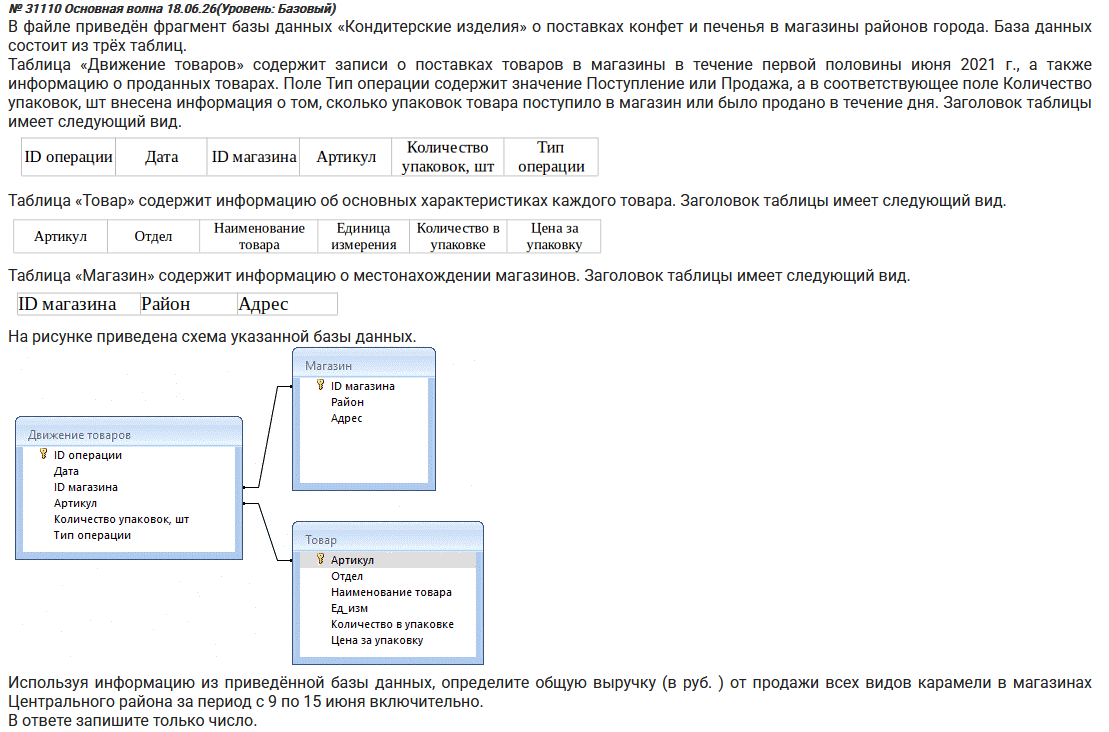 № 31110 Основная волна 18.06.26(Уровень: Базовый)
В файле приведён фрагмент базы данных «Кондитерские изделия» о поставках конфет и печенья в магазины районов города. База данных
состоит из трёх таблиц.
Таблица «Движение товаров» содержит записи о поставках товаров в магазины в течение первой половины июня 2021 г., а также
информацию о проданных товарах. Поле Тип операции содержит значение Поступление или Продажа, а в соответствующее поле Количество
упаковок, шт внесена информация о том, сколько упаковок товара поступило в магазин или было продано в течение дня. Заголовок таблицы
имеет следующий вид.
ID операции Дата ID магазина Артикул Количество упаковок, шт Тип операции
Таблица «Товар» содержит информацию об основных характеристиках каждого товара. Заголовок таблицы имеет следующий вид.
Артикул Отдел Наименование товара Единица измерения Количество в упаковке Цена за упаковку
Таблица «Магазин» содержит информацию о местонахождении магазинов. Заголовок таблицы имеет следующий вид.
ID магазина Район Адрес
На рисунке приведена схема указанной базы данных.
Магазин
ID магазина
Район
Адрес
Движение товаров
ID операции
Дата
ID магазина
Артикул
Количество упаковок, шт
Тип операции
Товар
Артикул
Отдел
Наименование товара
Ед_изм
Количество в упаковке
Цена за упаковку
Используя информацию из приведённой базы данных, определите общую выручку (в руб. ) от продажи всех видов карамели в магазинах
Центрального района за период с 9 по 15 июня включительно.
В ответе запишите только число.